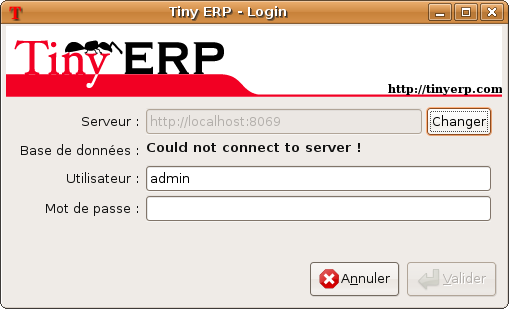 Tiny ERP - Login
Tiny ERP
http://tinyerp.com
Serveur : http://localhost:8069 Changer
Base de données : Could not connect to server !
Utilisateur : admin
Mot de passe :
Annuler Valider